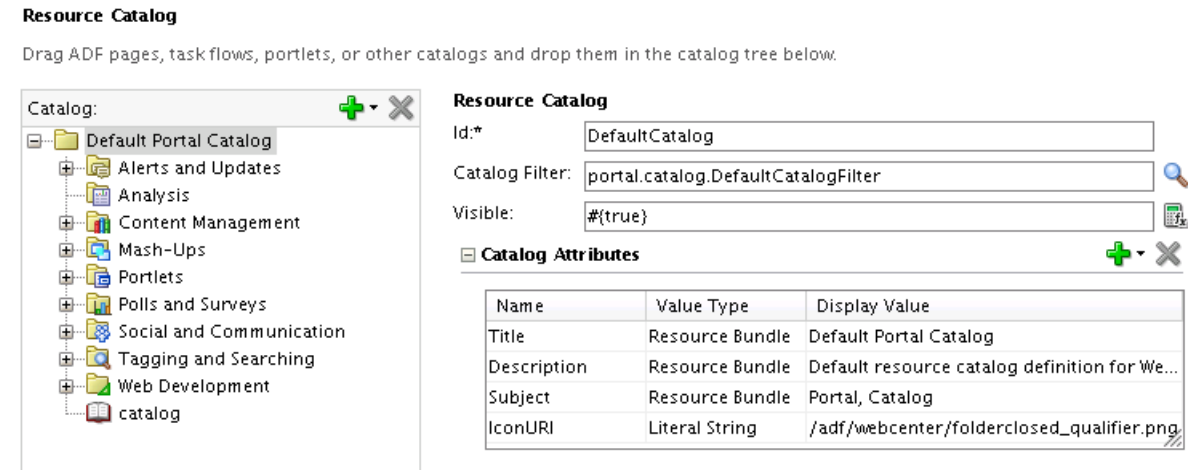 Resource Catalog
Drag ADF pages, task flows, portlets, or other catalogs and drop them in the catalog tree below.
Catalog:
Default Portal Catalog
Alerts and Updates
Analysis
Content Management
Mash-Ups
Portlets
Polls and Surveys
Social and Communication
Tagging and Searching
Web Development
catalog
Resource Catalog
Id:* DefaultCatalog
Catalog Filter: portal.catalog.DefaultCatalogFilter
Visible: #{true}
Catalog Attributes
Name Value Type Display Value
Title Resource Bundle Default Portal Catalog
Description Resource Bundle Default resource catalog definition for We...
Subject Resource Bundle Portal, Catalog
IconURI Literal String /adf/webcenter/folderclosed_qualifier.png